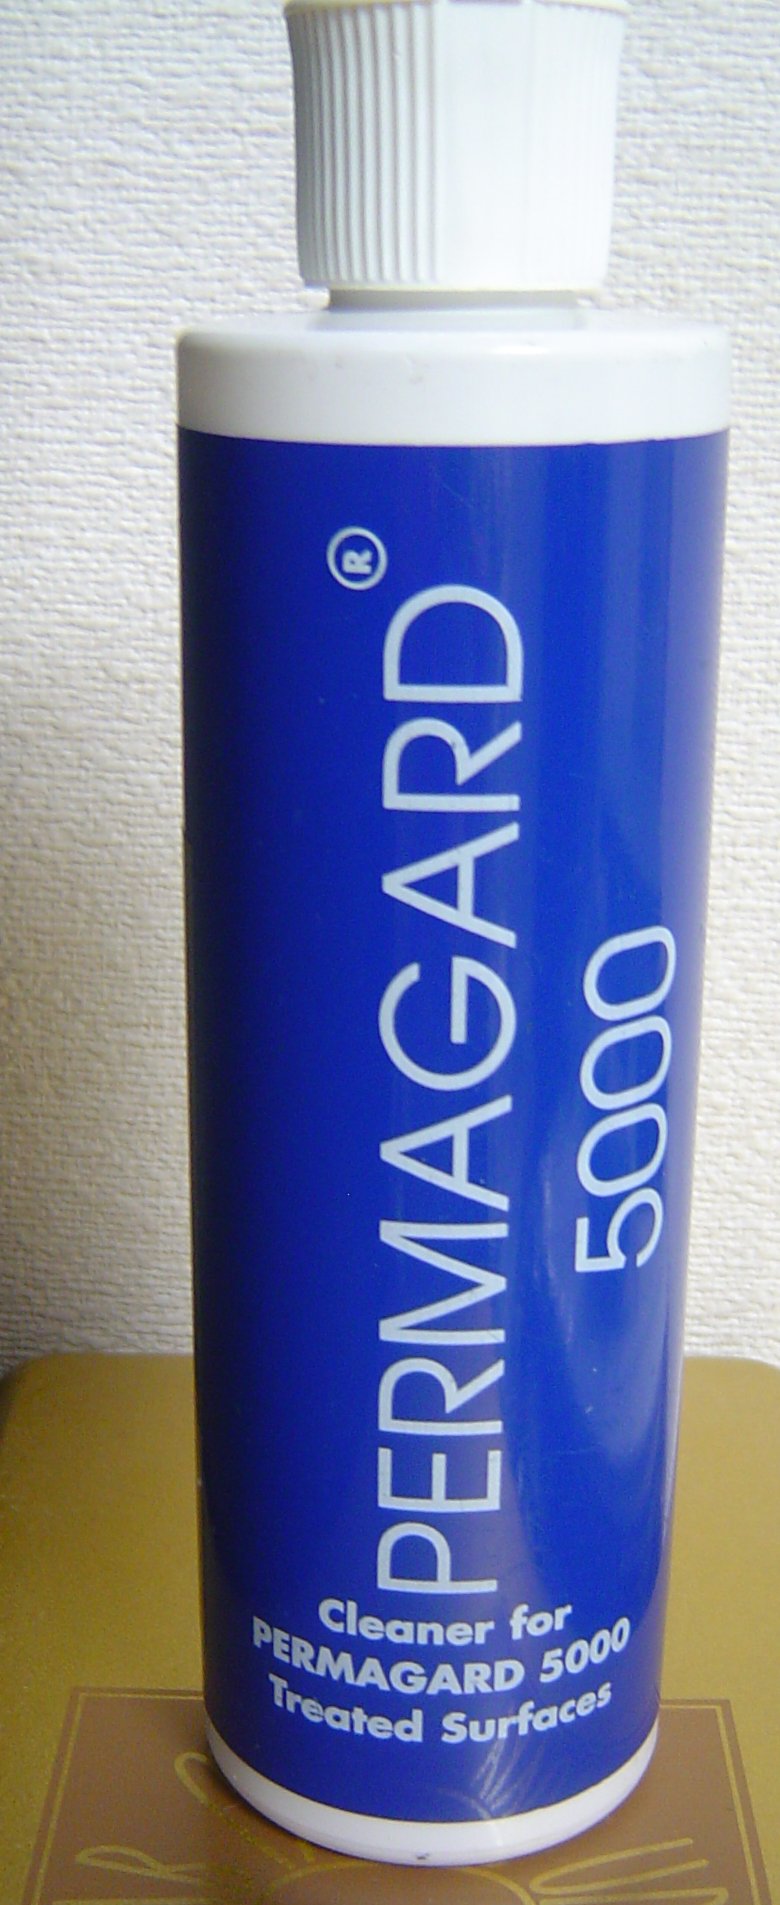 PERMAGARD®
5000
Cleaner for
PERMAGARD 5000
Treated Surfaces